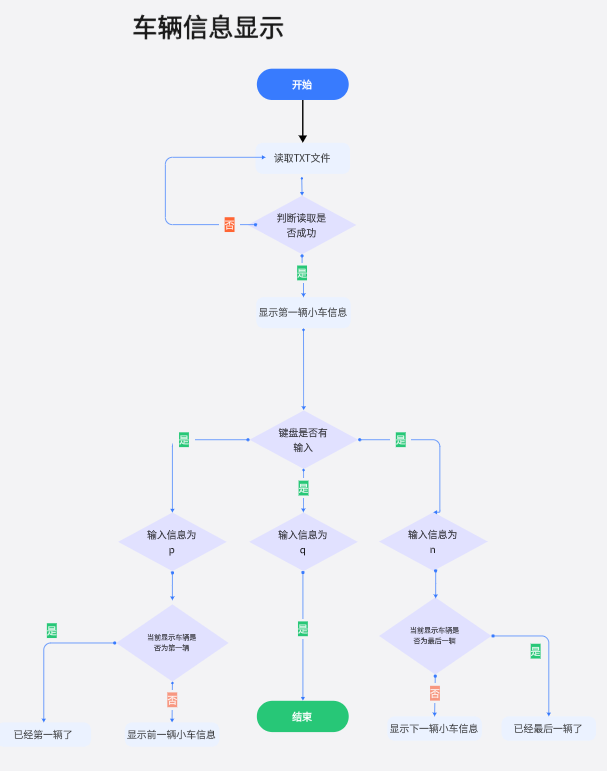 车辆信息显示
开始
读取TXT文件
判断读取是
否成功
否
是
显示第一辆小车信息
键盘是否有
输入
是
是
是
输入信息为
p
输入信息为
q
输入信息为
n
当前显示车辆是
否为第一辆
当前显示车辆是
否为最后一辆
是
是
是
否
否
结束
已经第一辆了
显示前一辆小车信息
显示下一辆小车信息
已经最后一辆了